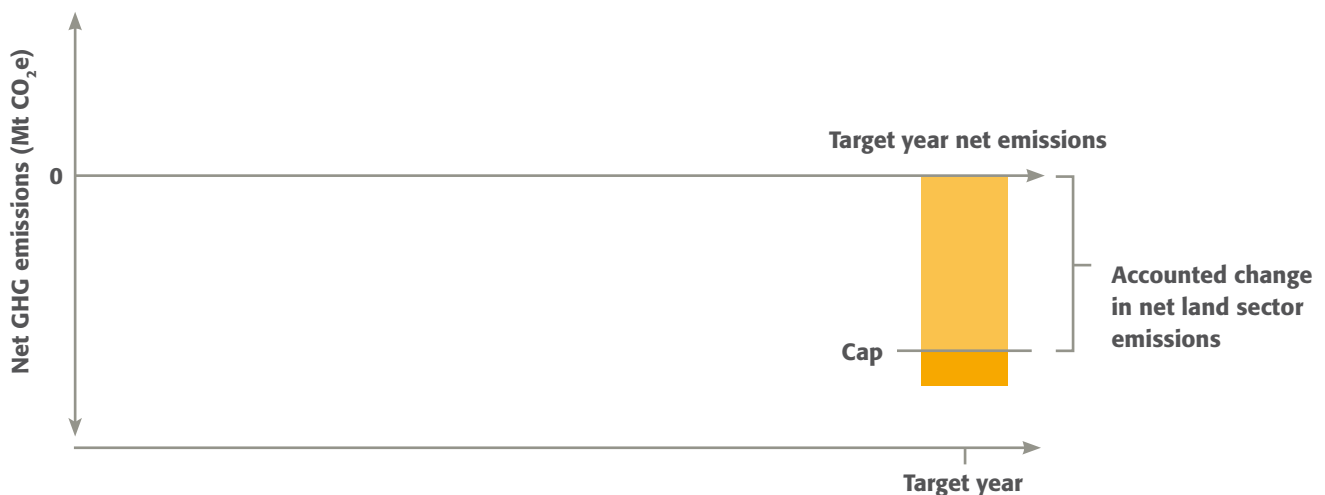 Net GHG emissions (Mt CO₂e)
Target year net emissions
0
Accounted change
in net land sector
emissions
Cap
Target year